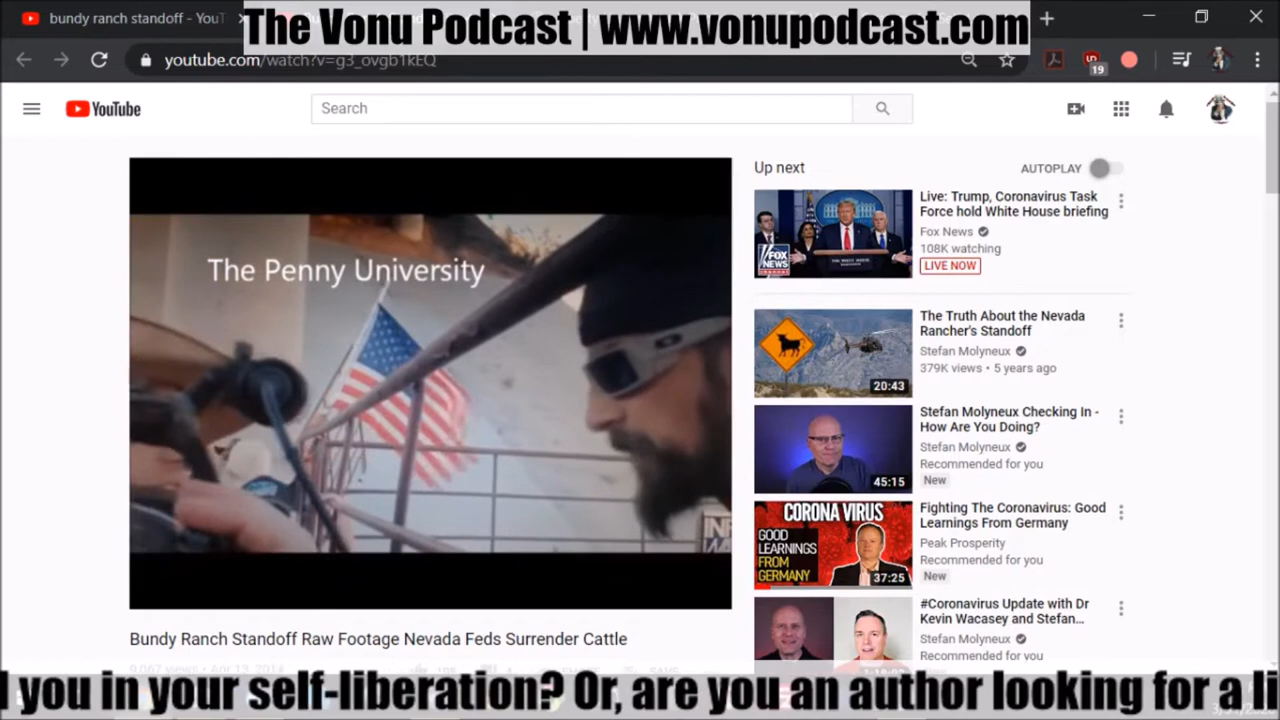 bundy ranch standoff - YouT
The Vonu Podcast | www.vonupodcast.com
youtube.com/watch?v=g3_ovgb1kEQ
19
YouTube
Search
The Penny University
Bundy Ranch Standoff Raw Footage Nevada Feds Surrender Cattle
Up next
AUTOPLAY
Live: Trump, Coronavirus Task
Force hold White House briefing
Fox News
108K watching
LIVE NOW
FOX
NEWS
channel
The Truth About the Nevada
Rancher's Standoff
Stefan Molyneux
379K views • 5 years ago
20:43
Stefan Molyneux Checking In -
How Are You Doing?
Stefan Molyneux
Recommended for you
New
45:15
Fighting The Coronavirus: Good
Learnings From Germany
Peak Prosperity
Recommended for you
New
CORONA VIRUS
GOOD
LEARNINGS
FROM
GERMANY
37:25
#Coronavirus Update with Dr
Kevin Wacasey and Stefan...
Stefan Molyneux
Recommended for you
you in your self-liberation? Or, are you an author looking for a li